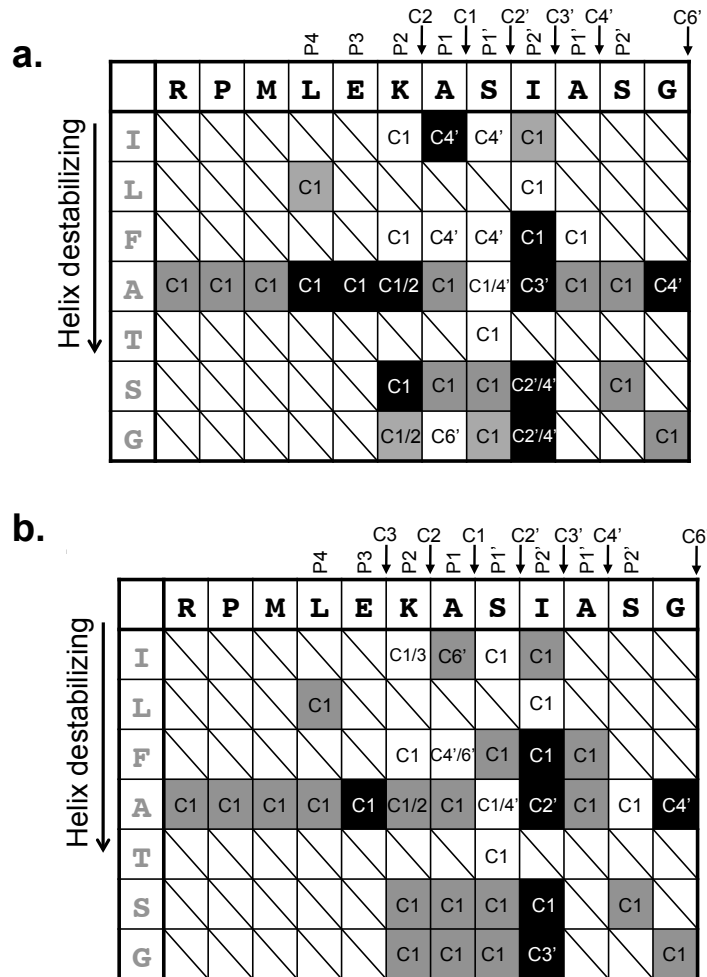 a.
P4 P3 P2 C2 P1 C1 P1' C2' P2' C3' P1' C4' P2' C6'
R P M L E K A S I A S G
Helix destabilizing
I C1 C4' C4' C1
L C1 C1
F C1 C4' C4' C1 C1
A C1 C1 C1 C1 C1 C1/2 C1 C1/4' C3' C1 C1 C4'
T C1
S C1 C1 C1 C2'/4' C1
G C1/2 C6' C1 C2'/4' C1
b.
P4 P3 C3 P2 C2 P1 C1 P1' C2' P2' C3' P1' C4' P2' C6
R P M L E K A S I A S G
Helix destabilizing
I C1/3 C6' C1 C1
L C1 C1
F C1 C4'/6' C1 C1 C1
A C1 C1 C1 C1 C1 C1/2 C1 C1/4' C2' C1 C1 C4'
T C1
S C1 C1 C1 C1 C1
G C1 C1 C1 C3' C1